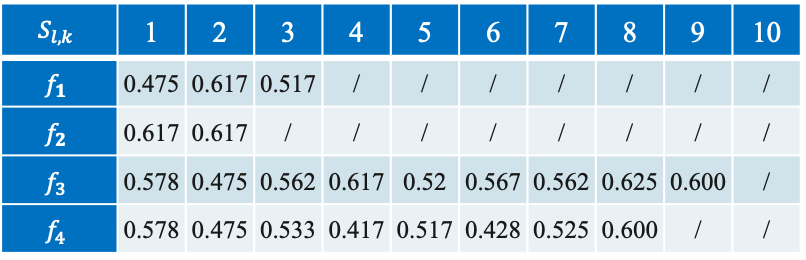 S_{l,k} 1 2 3 4 5 6 7 8 9 10
f_1 0.475 0.617 0.517 / / / / / / /
f_2 0.617 0.617 / / / / / / / /
f_3 0.578 0.475 0.562 0.617 0.52 0.567 0.562 0.625 0.600 /
f_4 0.578 0.475 0.533 0.417 0.517 0.428 0.525 0.600 / /